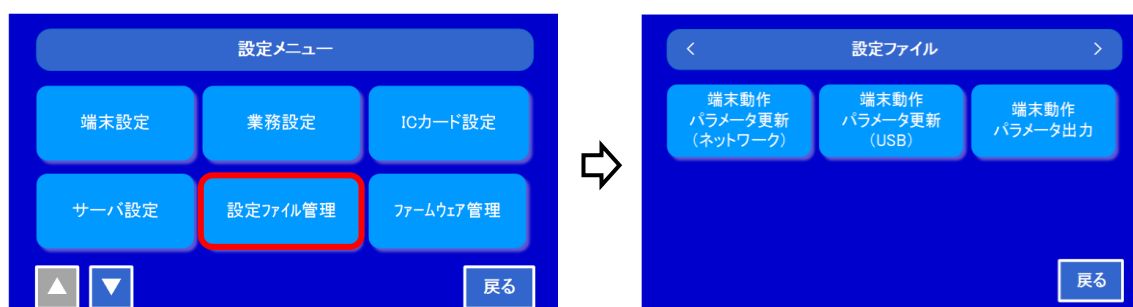 設定メニュー
端末設定
業務設定
ICカード設定
サーバ設定
設定ファイル管理
ファームウェア管理
戻る
設定ファイル
端末動作
パラメータ更新
(ネットワーク)
端末動作
パラメータ更新
(USB)
端末動作
パラメータ出力
戻る